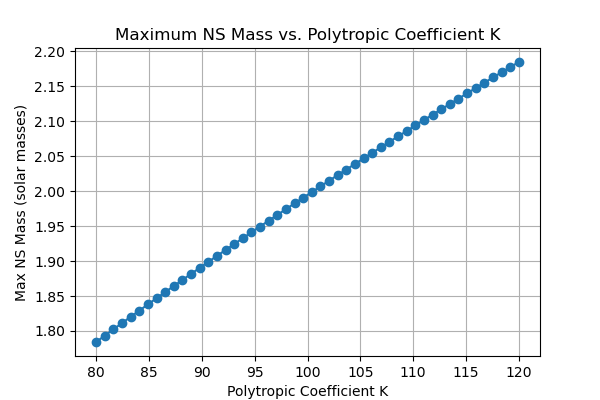 Maximum NS Mass vs. Polytropic Coefficient K
Max NS Mass (solar masses)
2.20
2.15
2.10
2.05
2.00
1.95
1.90
1.85
1.80
80 85 90 95 100 105 110 115 120
Polytropic Coefficient K